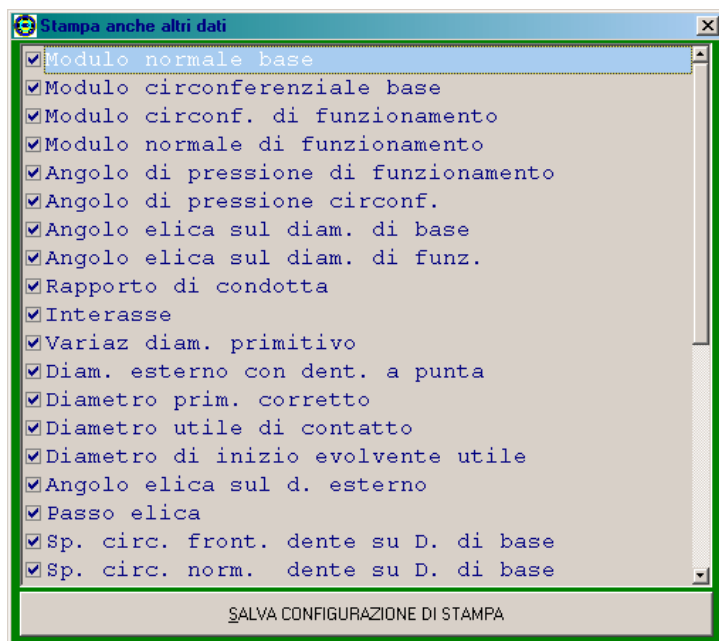 Stampa anche altri dati
Modulo normale base
Modulo circonferenziale base
Modulo circonf. di funzionamento
Modulo normale di funzionamento
Angolo di pressione di funzionamento
Angolo di pressione circonf.
Angolo elica sul diam. di base
Angolo elica sul diam. di funz.
Rapporto di condotta
Interasse
Variaz diam. primitivo
Diam. esterno con dent. a punta
Diametro prim. corretto
Diametro utile di contatto
Diametro di inizio evolvente utile
Angolo elica sul d. esterno
Passo elica
Sp. circ. front. dente su D. di base
Sp. circ. norm.  dente su D. di base
SALVA CONFIGURAZIONE DI STAMPA